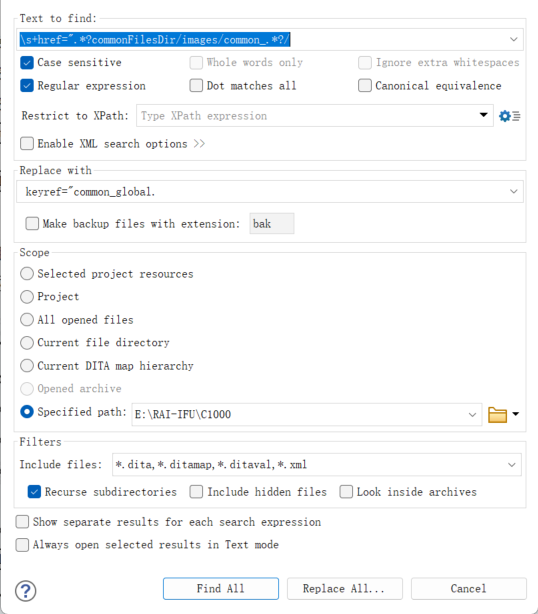 Text to find:
\s+href=".*?commonFilesDir/images/common_.*?/
Case sensitive
Whole words only
Ignore extra whitespaces
Regular expression
Dot matches all
Canonical equivalence
Restrict to XPath:
Type XPath expression
Enable XML search options >>
Replace with
keyref="common_global.
Make backup files with extension:
bak
Scope
Selected project resources
Project
All opened files
Current file directory
Current DITA map hierarchy
Opened archive
Specified path:
E:\RAI-IFU\C1000
Filters
Include files:
*.dita,*.ditamap,*.ditaval,*.xml
Recurse subdirectories
Include hidden files
Look inside archives
Show separate results for each search expression
Always open selected results in Text mode
?
Find All
Replace All...
Cancel